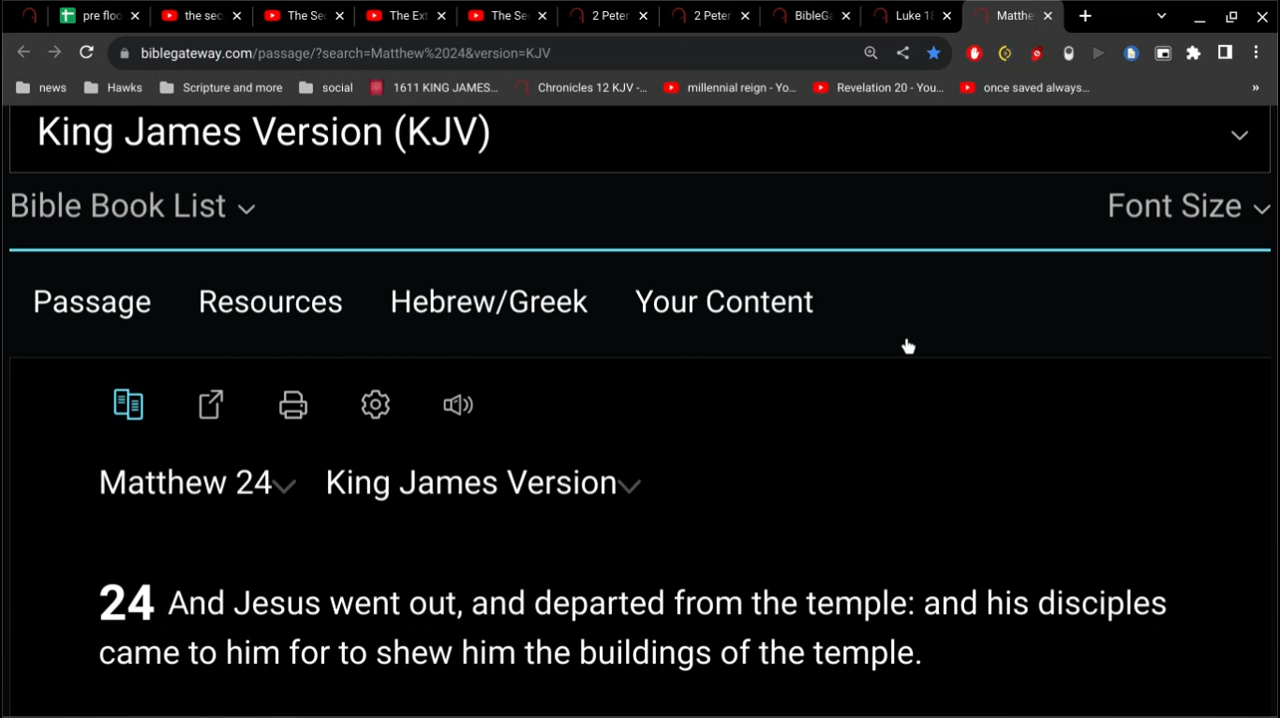 pre floo the sec The Sec The Ext The Sec 2 Peter 2 Peter BibleGa Luke 18 Matthe
biblegateway.com/passage/?search=Matthew%2024&version=KJV
news Hawks Scripture and more social 1611 KING JAMES... Chronicles 12 KJV -... millennial reign - Yo... Revelation 20 - You... once saved always... »
King James Version (KJV)
Bible Book List Font Size
Passage Resources Hebrew/Greek Your Content
Matthew 24 King James Version
24 And Jesus went out, and departed from the temple: and his disciples
came to him for to shew him the buildings of the temple.